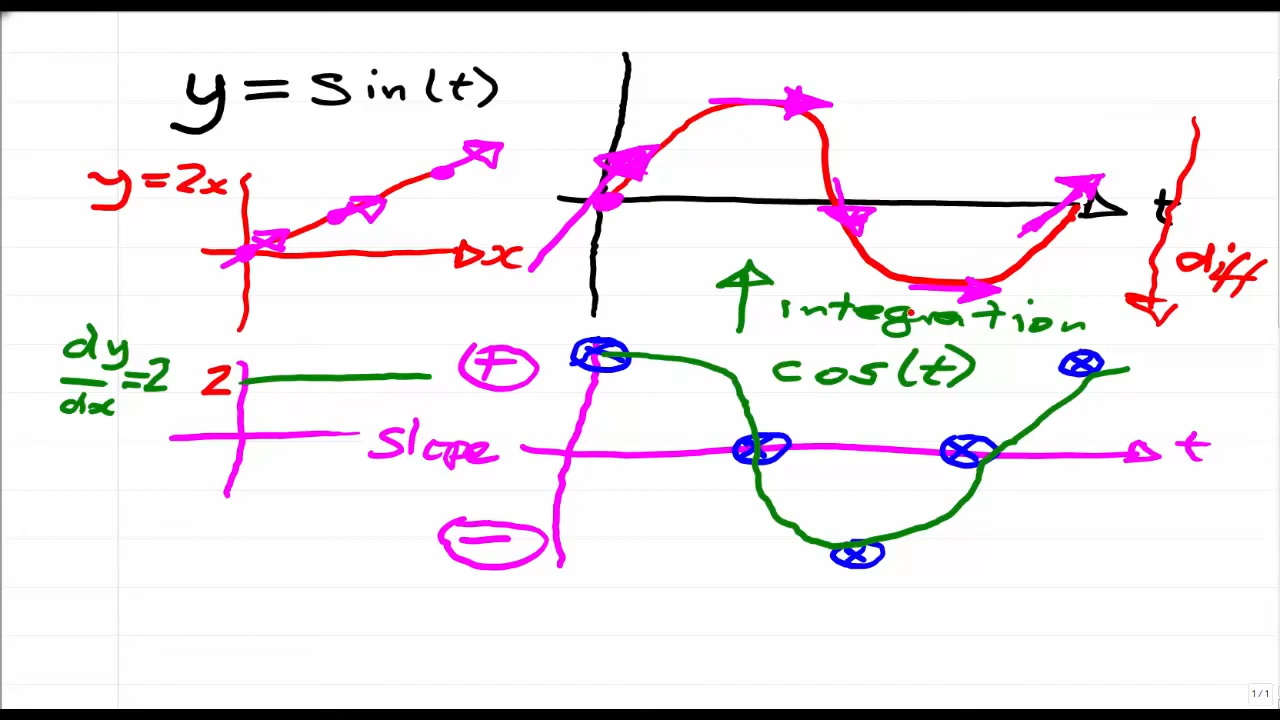 y = sin(t)
y = 2x
x
t
diff
integration
dy/dx = 2
2
+
cos(t)
slope
t
−
1/1